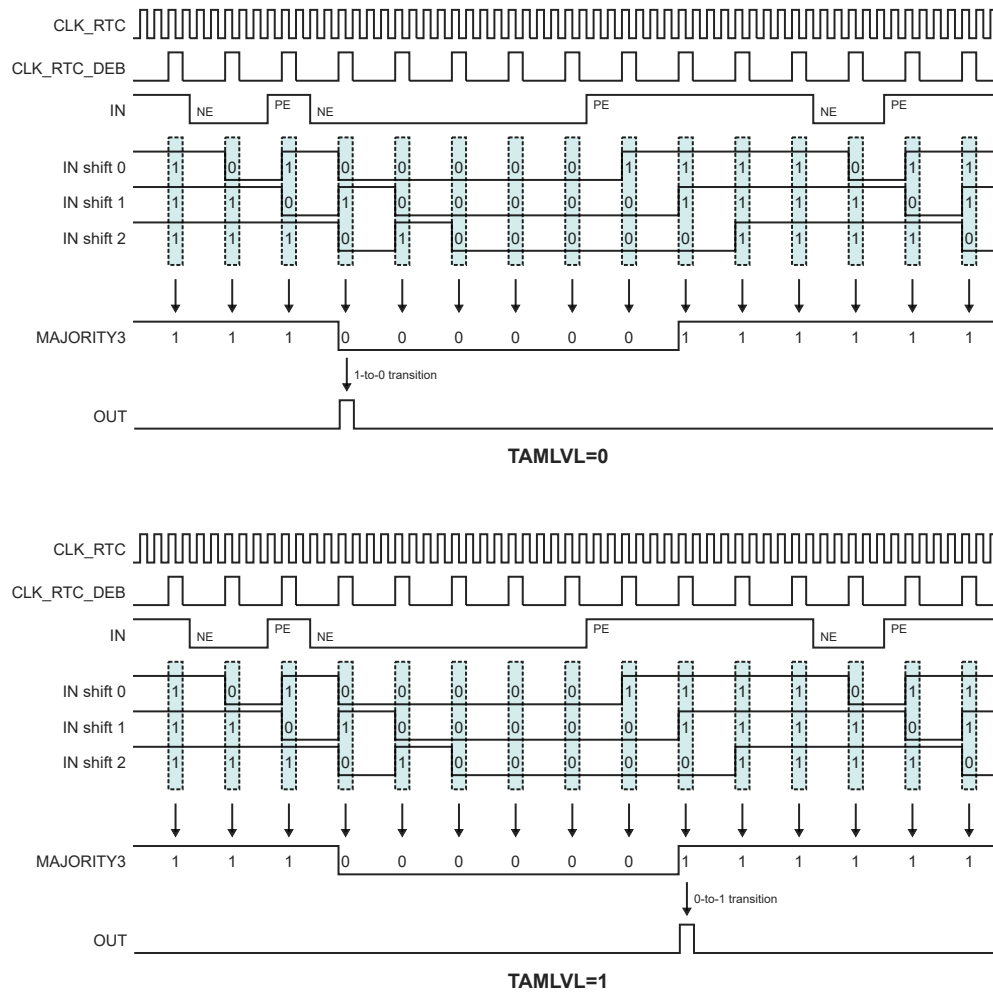 CLK_RTC
CLK_RTC_DEB
IN NE PE NE PE NE PE
IN shift 0 1 0 1 0 0 0 0 0 1 1 1 1 0 1 1
IN shift 1 1 1 0 1 0 0 0 0 0 1 1 1 1 0 1
IN shift 2 1 1 1 0 1 0 0 0 0 0 1 1 1 1 0
MAJORITY3 1 1 1 0 0 0 0 0 0 1 1 1 1 1 1
1-to-0 transition
OUT
TAMLVL=0
CLK_RTC
CLK_RTC_DEB
IN NE PE NE PE NE PE
IN shift 0 1 0 1 0 0 0 0 0 1 1 1 1 0 1 1
IN shift 1 1 1 0 1 0 0 0 0 0 1 1 1 1 0 1
IN shift 2 1 1 1 0 1 0 0 0 0 0 1 1 1 1 0
MAJORITY3 1 1 1 0 0 0 0 0 0 1 1 1 1 1 1
0-to-1 transition
OUT
TAMLVL=1